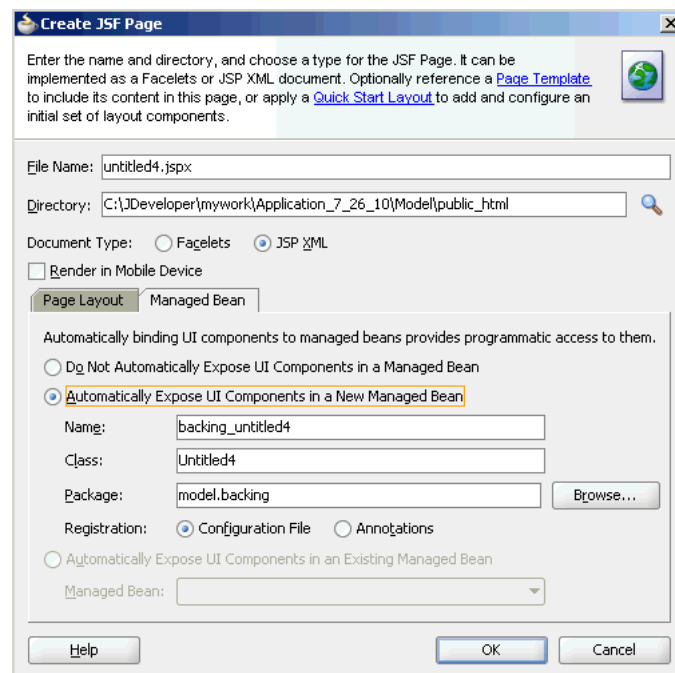 Create JSF Page
Enter the name and directory, and choose a type for the JSF Page. It can be
implemented as a Facelets or JSP XML document. Optionally reference a Page Template
to include its content in this page, or apply a Quick Start Layout to add and configure an
initial set of layout components.
File Name: untitled4.jspx
Directory: C:\JDeveloper\mywork\Application_7_26_10\Model\public_html
Document Type: Facelets JSP XML
Render in Mobile Device
Page Layout Managed Bean
Automatically binding UI components to managed beans provides programmatic access to them.
Do Not Automatically Expose UI Components in a Managed Bean
Automatically Expose UI Components in a New Managed Bean
Name: backing_untitled4
Class: Untitled4
Package: model.backing Browse...
Registration: Configuration File Annotations
Automatically Expose UI Components in an Existing Managed Bean
Managed Bean:
Help OK Cancel